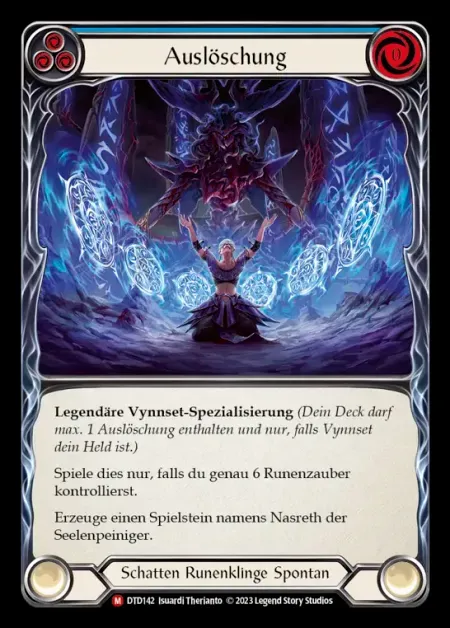 Auslöschung
0
Legendäre Vynnset-Spezialisierung (Dein Deck darf
max. 1 Auslöschung enthalten und nur, falls Vynnset
dein Held ist.)
Spiele dies nur, falls du genau 6 Runenzauber
kontrollierst.
Erzeuge einen Spielstein namens Nasreth der
Seelenpeiniger.
Schatten Runenklinge Spontan
M DTD142 Isuardi Therianto © 2023 Legend Story Studios